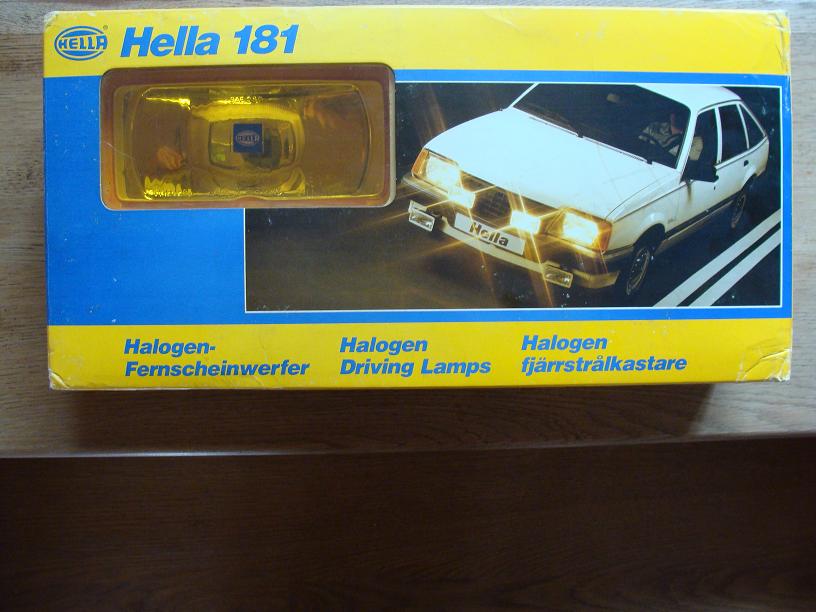 HELLA
Hella 181
HELLA
Hella
Halogen-
Fernscheinwerfer
Halogen
Driving Lamps
Halogen
fjärrstrålkastare